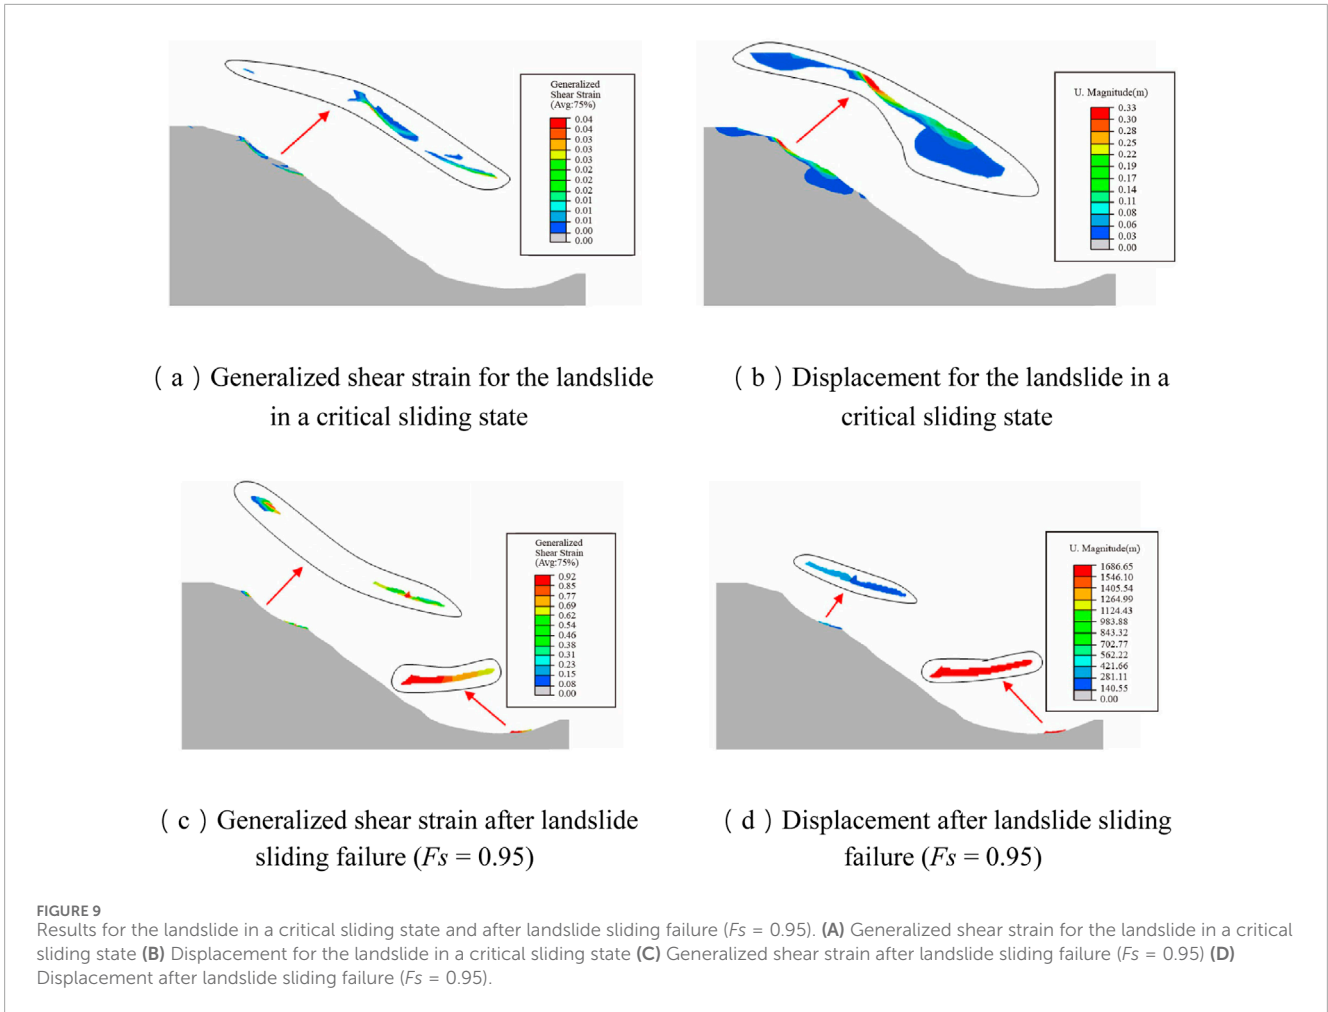 Generalized
Shear Strain
(Avg:75%)
0.04
0.04
0.03
0.03
0.03
0.02
0.02
0.02
0.01
0.01
0.01
0.00
0.00
U. Magnitude(m)
0.33
0.30
0.28
0.25
0.22
0.19
0.17
0.14
0.11
0.08
0.06
0.03
0.00
( a ) Generalized shear strain for the landslide
in a critical sliding state
( b ) Displacement for the landslide in a
critical sliding state
Generalized
Shear Strain
(Avg:75%)
0.92
0.85
0.77
0.69
0.62
0.54
0.46
0.38
0.31
0.23
0.15
0.08
0.00
U. Magnitude(m)
1686.65
1546.10
1405.54
1264.99
1124.43
983.88
843.32
702.77
562.22
421.66
281.11
140.55
0.00
( c ) Generalized shear strain after landslide
sliding failure (Fs = 0.95)
( d ) Displacement after landslide sliding
failure (Fs = 0.95)
FIGURE 9
Results for the landslide in a critical sliding state and after landslide sliding failure (Fs = 0.95). (A) Generalized shear strain for the landslide in a critical
sliding state (B) Displacement for the landslide in a critical sliding state (C) Generalized shear strain after landslide sliding failure (Fs = 0.95) (D)
Displacement after landslide sliding failure (Fs = 0.95).